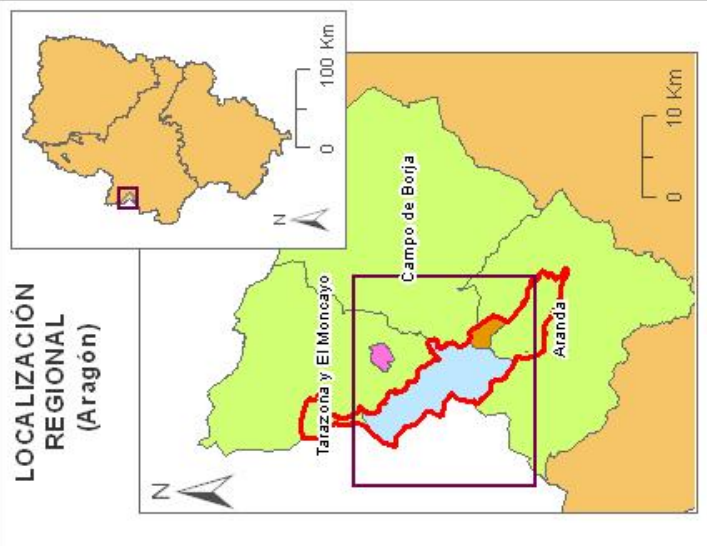 LOCALIZACIÓN
REGIONAL
(Aragón)
N
0 100 Km
N
Tarazona y El Moncayo
Campo de Borja
Aranda
0 10 Km